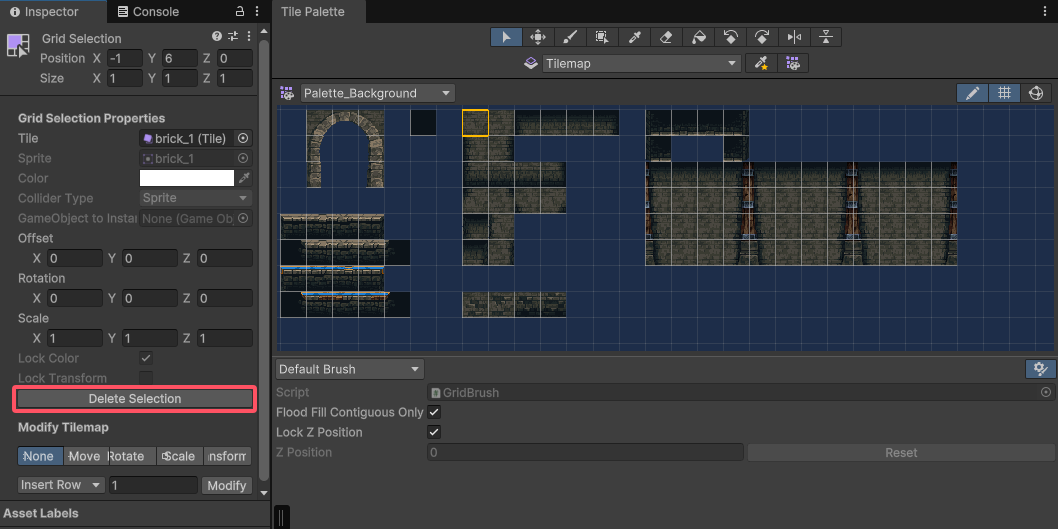 Inspector
Console
Grid Selection
Position X -1 Y 6 Z 0
Size X 1 Y 1 Z 1
Grid Selection Properties
Tile brick_1 (Tile)
Sprite brick_1
Color
Collider Type Sprite
GameObject to Instan None (Game Obj
Offset
X 0 Y 0 Z 0
Rotation
X 0 Y 0 Z 0
Scale
X 1 Y 1 Z 1
Lock Color
Lock Transform
Delete Selection
Modify Tilemap
None Move Rotate Scale nsform
Insert Row 1 Modify
Asset Labels
Tile Palette
Tilemap
Palette_Background
Default Brush
Script GridBrush
Flood Fill Contiguous Only
Lock Z Position
Z Position 0 Reset